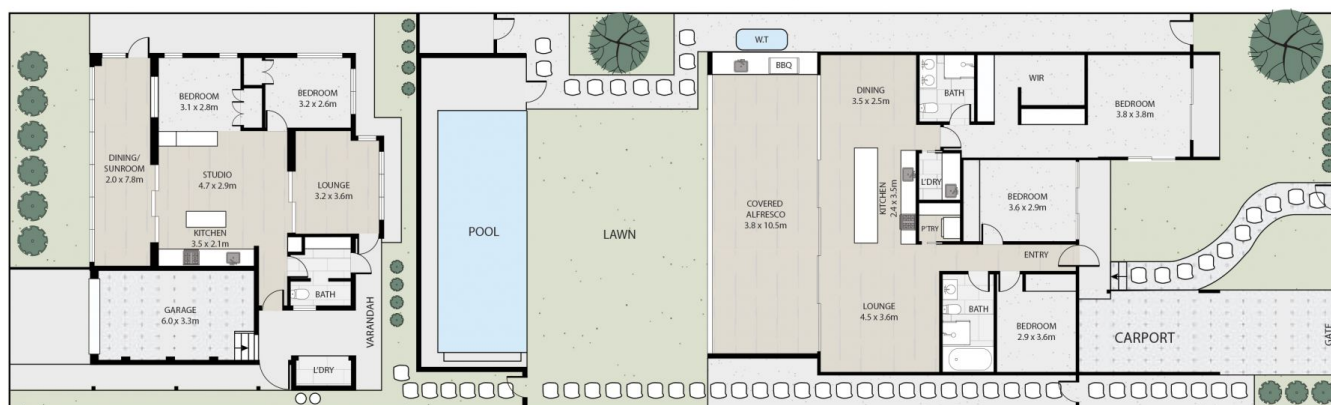 BEDROOM
3.1 x 2.8m
BEDROOM
3.2 x 2.6m
DINING/
SUNROOM
2.0 x 7.8m
STUDIO
4.7 x 2.9m
LOUNGE
3.2 x 3.6m
KITCHEN
3.5 x 2.1m
BATH
GARAGE
6.0 x 3.3m
VARANDAH
L'DRY
POOL
LAWN
W.T
BBQ
COVERED
ALFRESCO
3.8 x 10.5m
DINING
3.5 x 2.5m
BATH
WIR
BEDROOM
3.8 x 3.8m
KITCHEN
2.4 x 3.5m
L'DRY
BEDROOM
3.6 x 2.9m
P'TRY
ENTRY
LOUNGE
4.5 x 3.6m
BATH
BEDROOM
2.9 x 3.6m
CARPORT
GATE